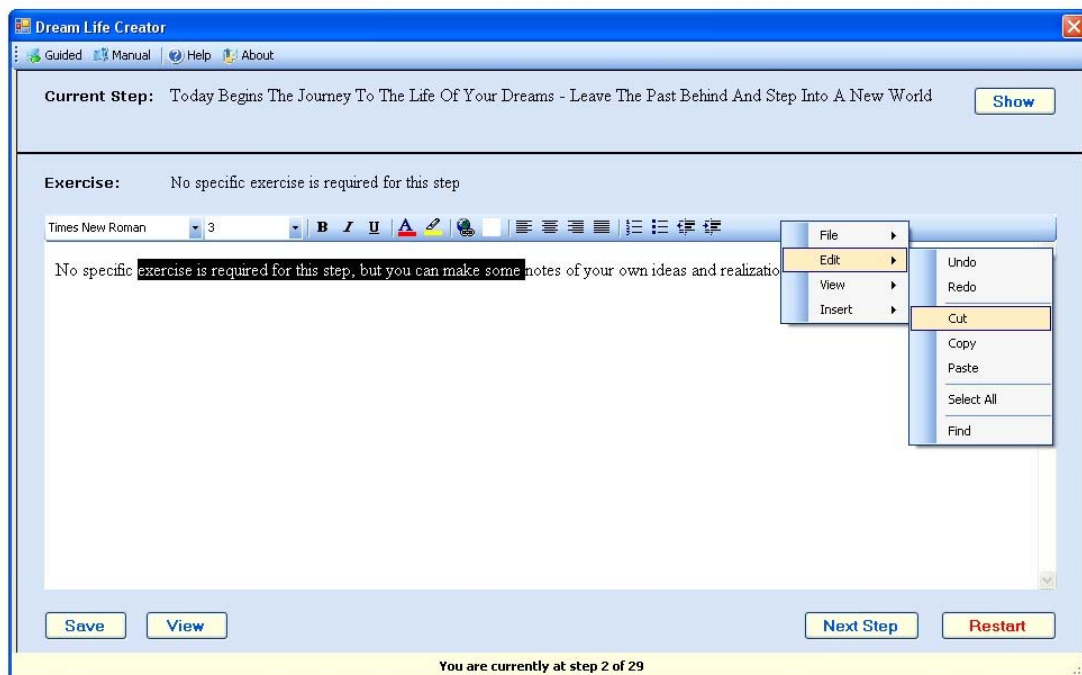 Dream Life Creator
Guided Manual Help About
Current Step: Today Begins The Journey To The Life Of Your Dreams - Leave The Past Behind And Step Into A New World
Show
Exercise: No specific exercise is required for this step
Times New Roman 3 B I U A
No specific exercise is required for this step, but you can make some notes of your own ideas and
File
Edit
View
Insert
Undo
Redo
Cut
Copy
Paste
Select All
Find
Save View Next Step Restart
You are currently at step 2 of 29